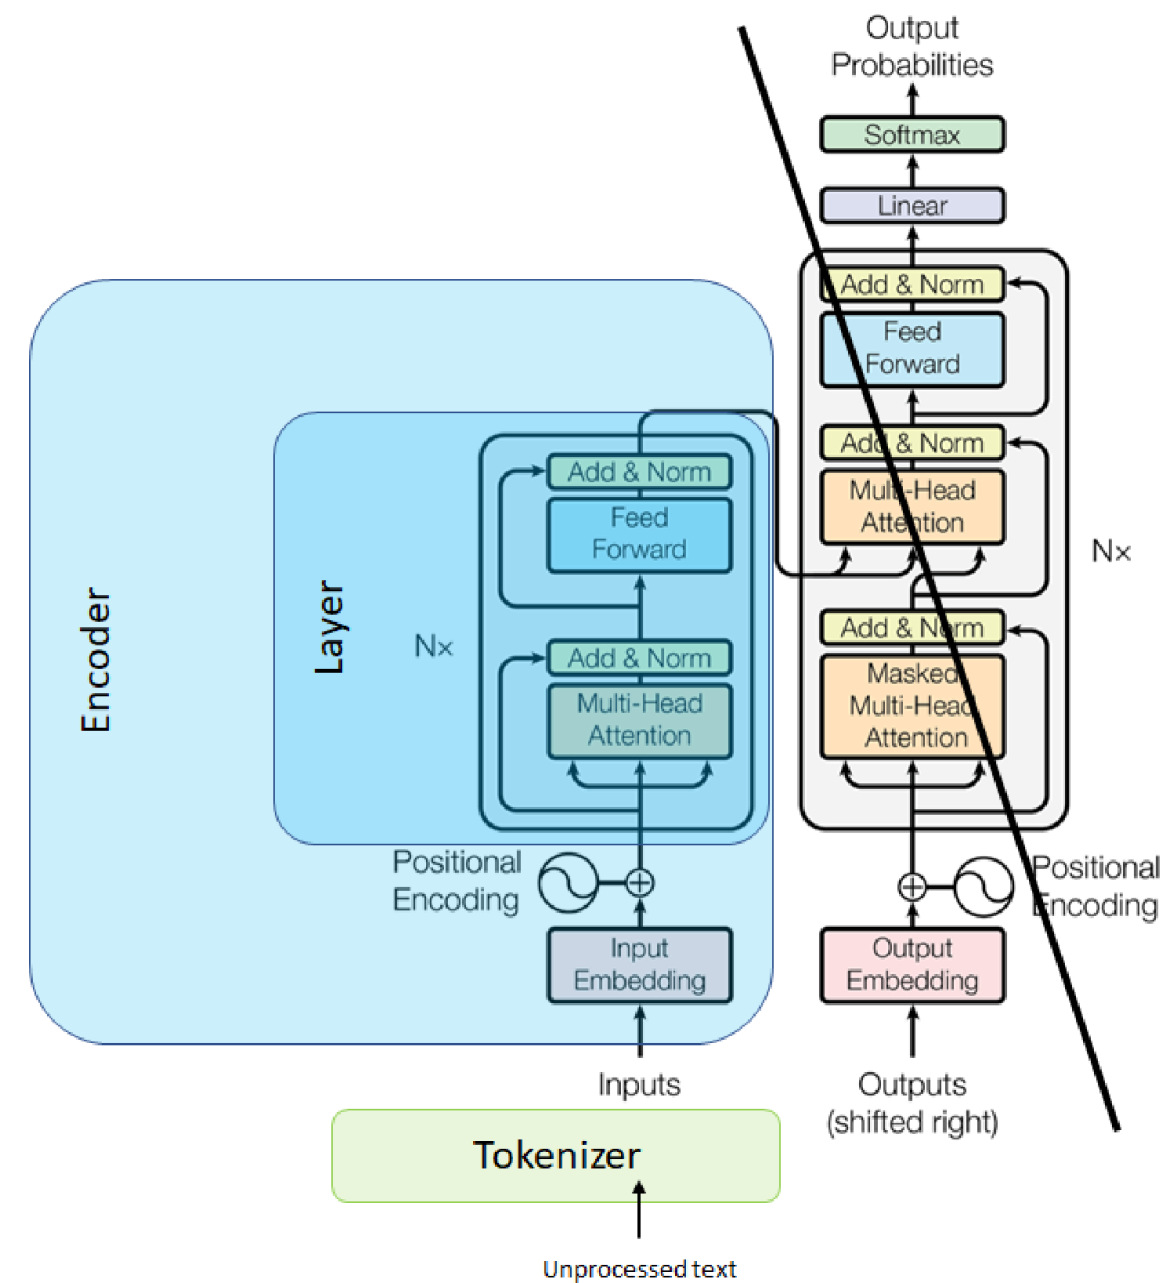 Output
Probabilities
Softmax
Linear
Add & Norm
Feed
Forward
Add & Norm
Multi-Head
Attention
Nx
Add & Norm
Masked
Multi-Head
Attention
Positional
Encoding
Output
Embedding
Outputs
(shifted right)
Encoder
Layer
Nx
Add & Norm
Feed
Forward
Add & Norm
Multi-Head
Attention
Positional
Encoding
Input
Embedding
Inputs
Tokenizer
Unprocessed text